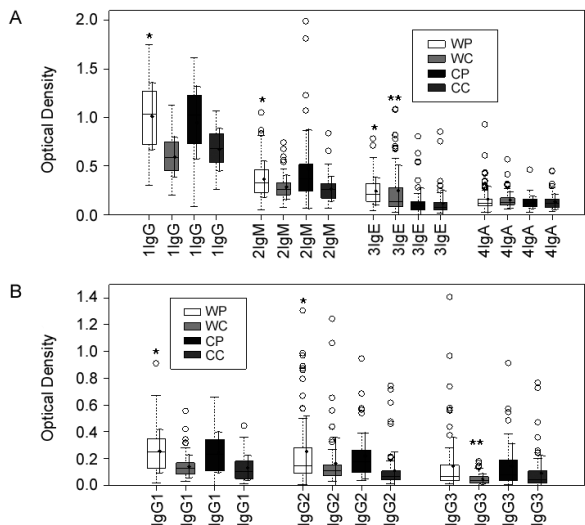 A
Optical Density
2.0
1.5
1.0
0.5
0.0
*
*
*
**
WP
WC
CP
CC
1IgG 1IgG 1IgG 1IgG 2IgM 2IgM 2IgM 2IgM 3IgE 3IgE 3IgE 3IgE 4IgA 4IgA 4IgA 4IgA
B
Optical Density
1.4
1.2
1.0
0.8
0.6
0.4
0.2
0.0
*
*
**
WP
WC
CP
CC
IgG1 IgG1 IgG1 IgG1 IgG2 IgG2 IgG2 IgG2 IgG3 IgG3 IgG3 IgG3